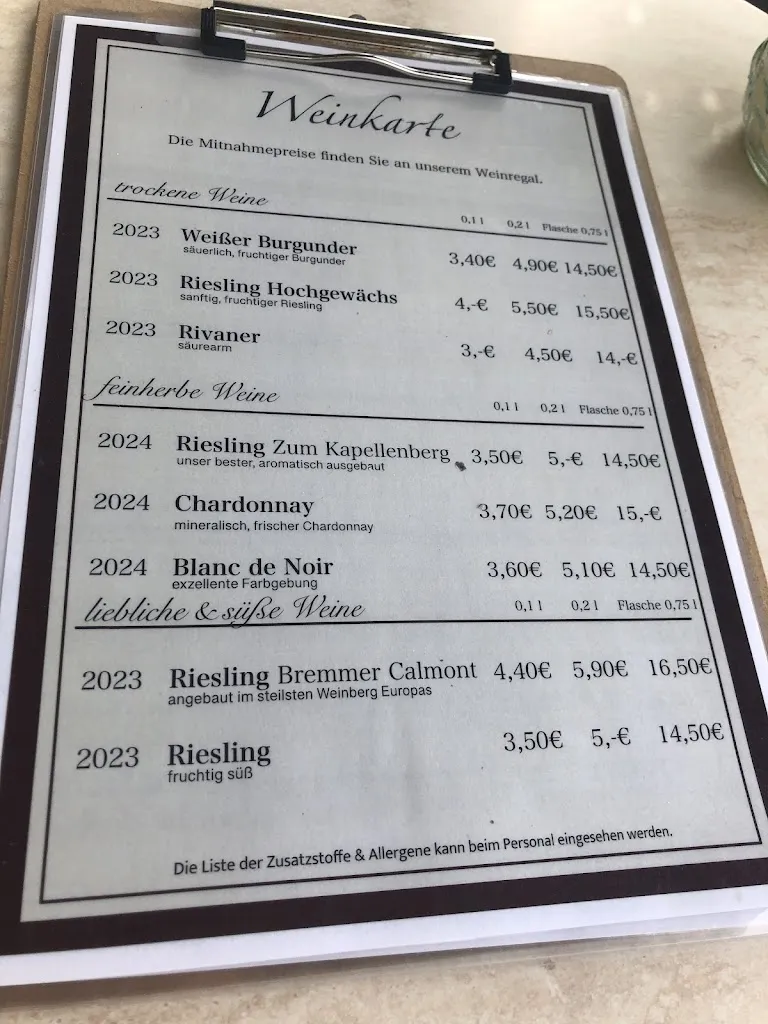 Weinkarte
Die Mitnahmepreise finden Sie an unserem Weinregal.
trockene Weine 0,1 l 0,2 l Flasche 0,75 l
2023 Weißer Burgunder 3,40€ 4,90€ 14,50€
säuerlich, fruchtiger Burgunder
2023 Riesling Hochgewächs 4,-€ 5,50€ 15,50€
sanftig, fruchtiger Riesling
2023 Rivaner 3,-€ 4,50€ 14,-€
säurearm
feinherbe Weine 0,1 l 0,2 l Flasche 0,75 l
2024 Riesling Zum Kapellenberg 3,50€ 5,-€ 14,50€
unser bester, aromatisch ausgebaut
2024 Chardonnay 3,70€ 5,20€ 15,-€
mineralisch, frischer Chardonnay
2024 Blanc de Noir 3,60€ 5,10€ 14,50€
exzellente Farbgebung
liebliche & süße Weine 0,1 l 0,2 l Flasche 0,75 l
2023 Riesling Bremmer Calmont 4,40€ 5,90€ 16,50€
angebaut im steilsten Weinberg Europas
2023 Riesling 3,50€ 5,-€ 14,50€
fruchtig süß
Die Liste der Zusatzstoffe & Allergene kann beim Personal eingesehen werden.